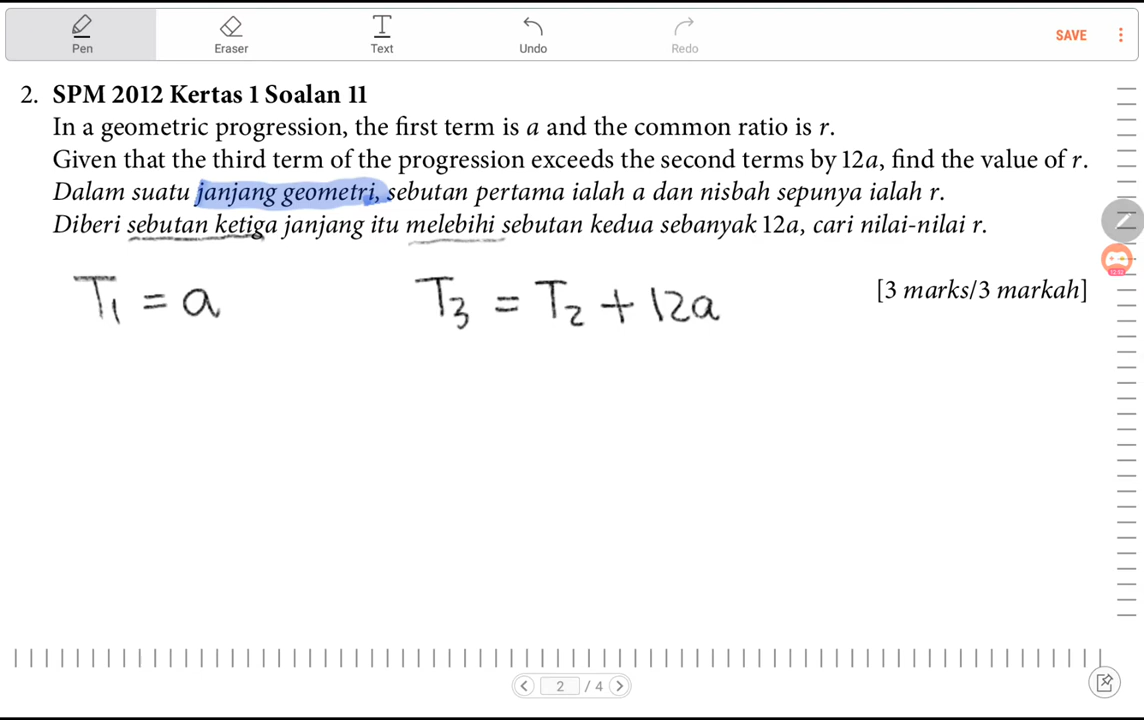 Pen Eraser Text Undo Redo SAVE
2. SPM 2012 Kertas 1 Soalan 11
In a geometric progression, the first term is a and the common ratio is r.
Given that the third term of the progression exceeds the second terms by 12a, find the value of r.
Dalam suatu janjang geometri, sebutan pertama ialah a dan nisbah sepunya ialah r.
Diberi sebutan ketiga janjang itu melebihi sebutan kedua sebanyak 12a, cari nilai-nilai r.
[3 marks/3 markah]
T₁ = a T₃ = T₂ + 12a
2 / 4